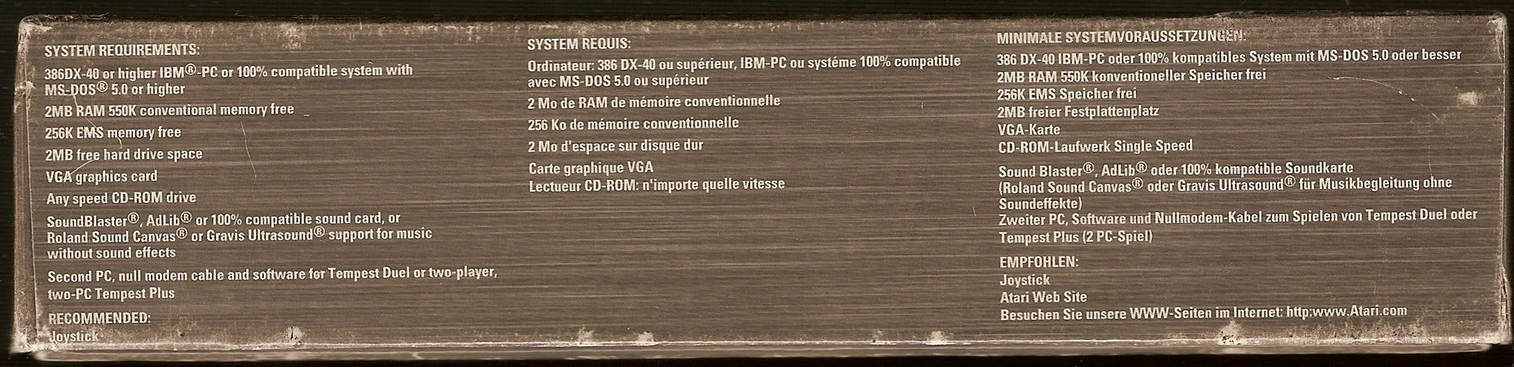 SYSTEM REQUIREMENTS:
386DX-40 or higher IBM®-PC or 100% compatible system with
MS-DOS® 5.0 or higher
2MB RAM 550K conventional memory free
256K EMS memory free
2MB free hard drive space
VGA graphics card
Any speed CD-ROM drive
SoundBlaster®, AdLib® or 100% compatible sound card, or
Roland Sound Canvas® or Gravis Ultrasound® support for music
without sound effects
Second PC, null modem cable and software for Tempest Duel or two-player,
two-PC Tempest Plus
RECOMMENDED:
Joystick
SYSTEM REQUIS:
Ordinateur: 386 DX-40 ou supérieur, IBM-PC ou systéme 100% compatible
avec MS-DOS 5.0 ou supérieur
2 Mo de RAM de mémoire conventionnelle
256 Ko de mémoire conventionnelle
2 Mo d'espace sur disque dur
Carte graphique VGA
Lectueur CD-ROM: n'importe quelle vitesse
MINIMALE SYSTEMVORAUSSETZUNGEN:
386 DX-40 IBM-PC oder 100% kompatibles System mit MS-DOS 5.0 oder besser
2MB RAM 550K konventioneller Speicher frei
256K EMS Speicher frei
2MB freier Festplattenplatz
VGA-Karte
CD-ROM-Laufwerk Single Speed
Sound Blaster®, AdLib® oder 100% kompatible Soundkarte
(Roland Sound Canvas® oder Gravis Ultrasound® für Musikbegleitung ohne
Soundeffekte)
Zweiter PC, Software und Nullmodem-Kabel zum Spielen von Tempest Duel oder
Tempest Plus (2 PC-Spiel)
EMPFOHLEN:
Joystick
Atari Web Site
Besuchen Sie unsere WWW-Seiten im Internet: http:www.Atari.com